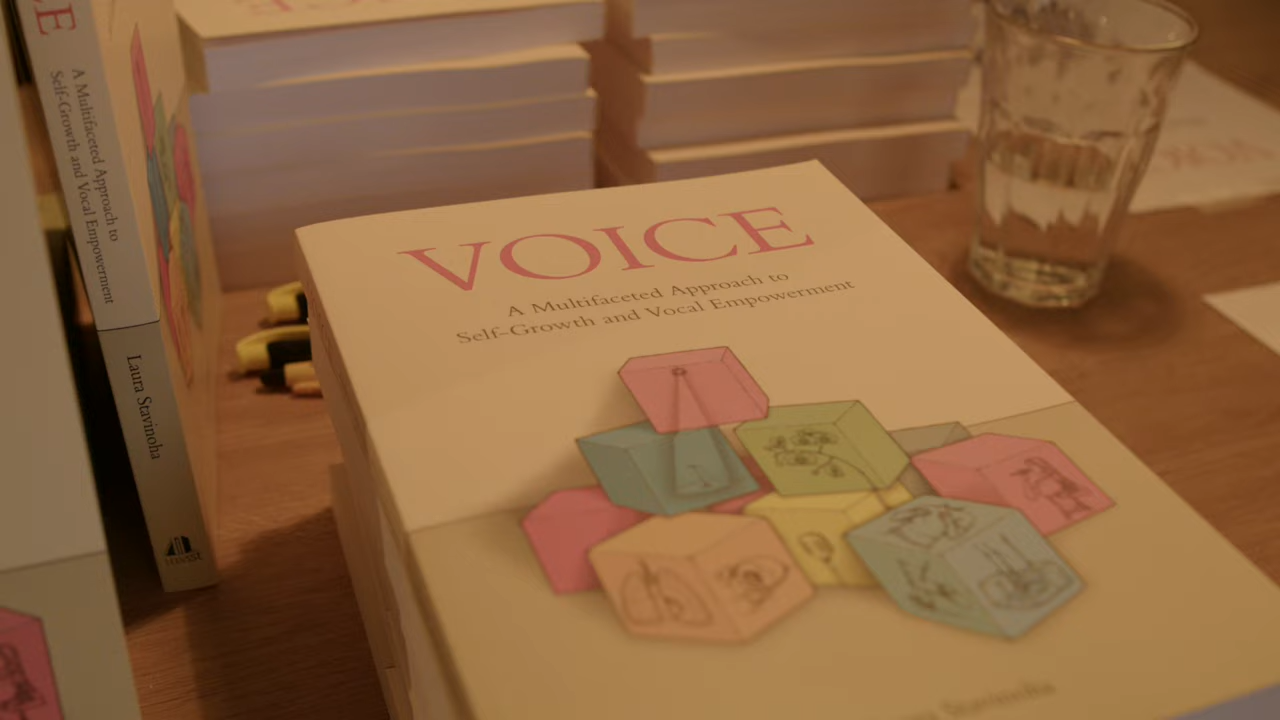 E
A Multifaceted Approach to
Self-Growth and Vocal Empowerment
Laura Stavinoha
VOICE
A Multifaceted Approach to
Self-Growth and Vocal Empowerment
Stavinoha